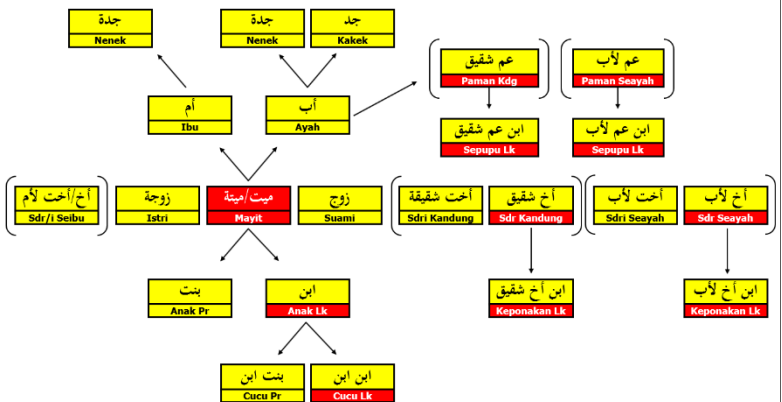 جدة
Nenek
جدة
Nenek
جد
Kakek
عم شقيق
Paman Kdg
عم لأب
Paman Seayah
أم
Ibu
أب
Ayah
ابن عم شقيق
Sepupu Lk
ابن عم لأب
Sepupu Lk
أخ/أخت لأم
Sdr/i Seibu
زوجة
Istri
ميت/ميتة
Mayit
زوج
Suami
أخت شقيقة
Sdri Kandung
أخ شقيق
Sdr Kandung
أخت لأب
Sdri Seayah
أخ لأب
Sdr Seayah
بنت
Anak Pr
ابن
Anak Lk
ابن أخ شقيق
Keponakan Lk
ابن أخ لأب
Keponakan Lk
بنت ابن
Cucu Pr
ابن ابن
Cucu Lk